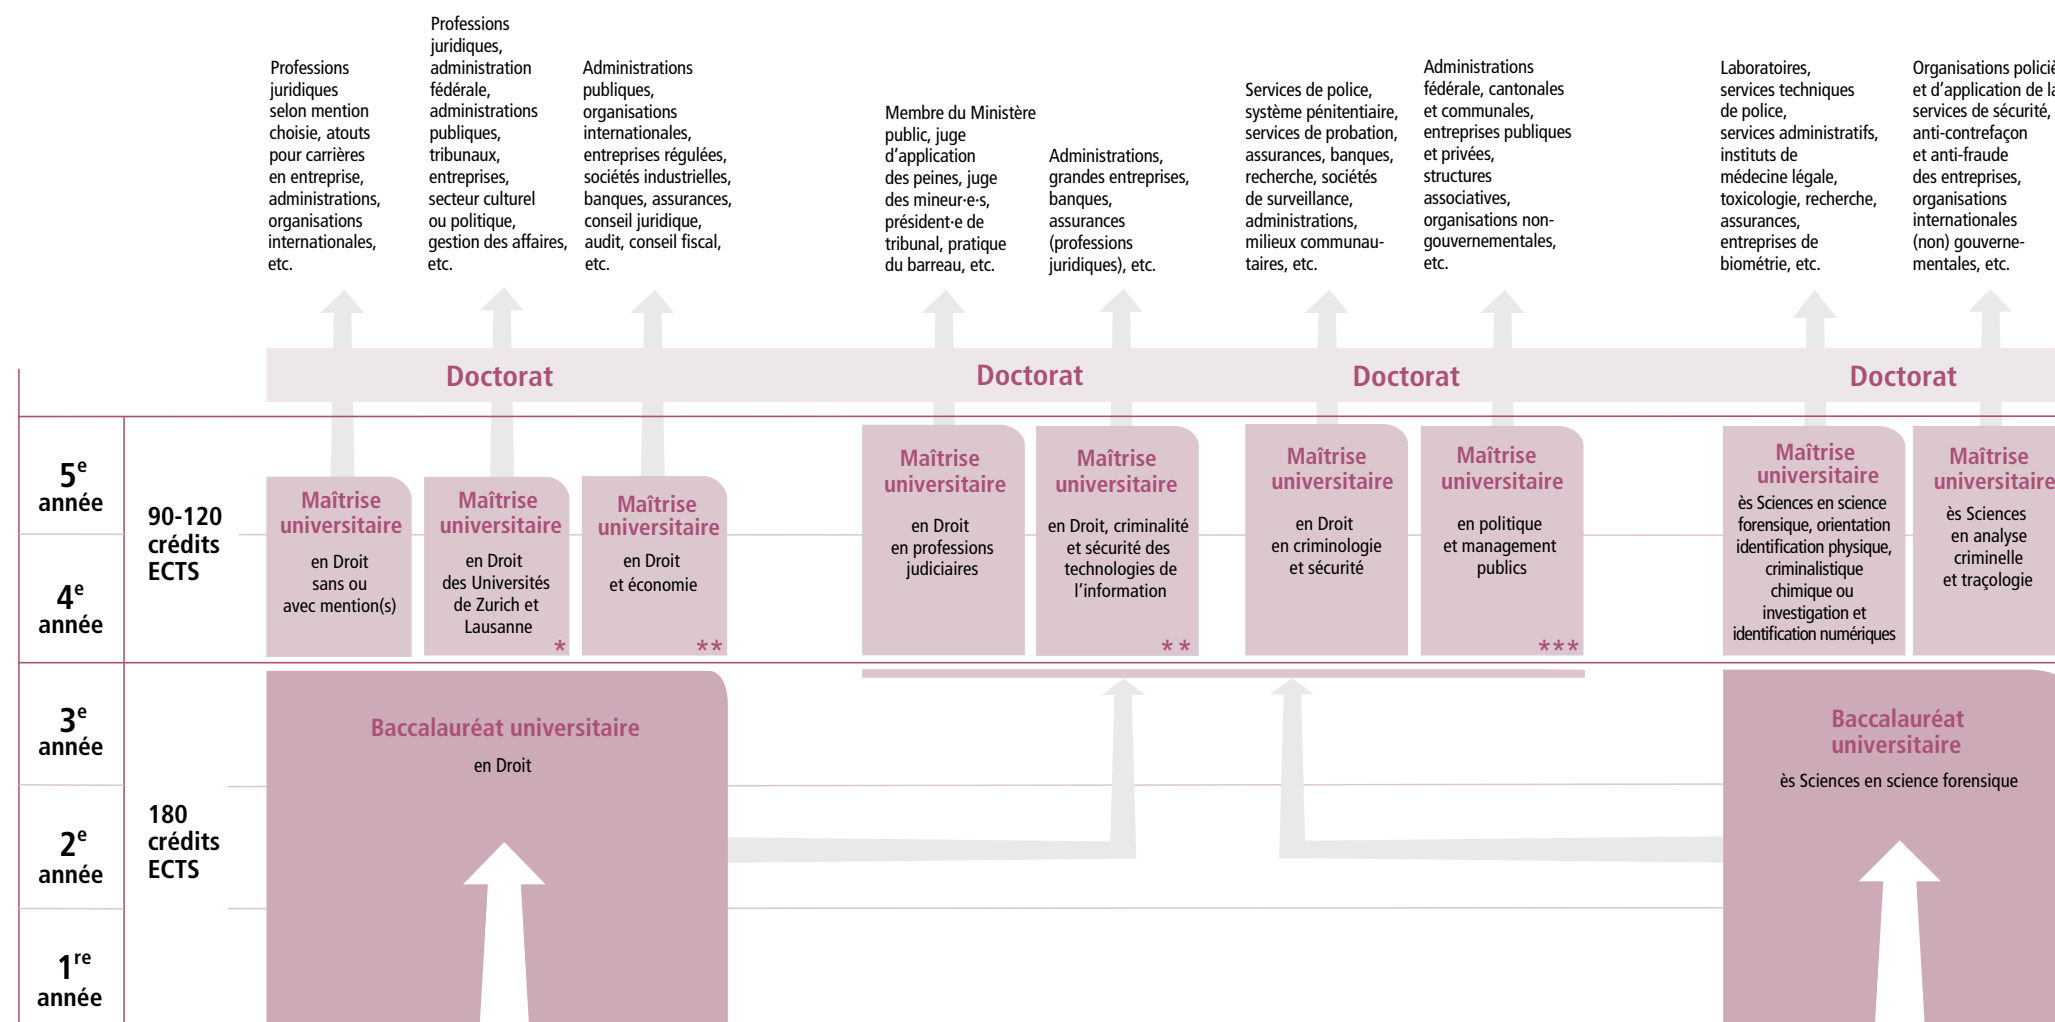 Professions
juridiques
selon mention
choisie, atouts
pour carrières
en entreprise,
administrations,
organisations
internationales,
etc.
Professions
juridiques,
administration
fédérale,
administrations
publiques,
tribunaux,
entreprises,
secteur culturel
ou politique,
gestion des affaires,
etc.
Administrations
publiques,
organisations
internationales,
entreprises régulées,
sociétés industrielles,
banques, assurances,
conseil juridique,
audit, conseil fiscal,
etc.
Membre du Ministère
public, juge
d’application
des peines, juge
des mineur·e·s,
président·e de
tribunal, pratique
du barreau, etc.
Administrations,
grandes entreprises,
banques,
assurances
(professions
juridiques), etc.
Services de police,
système pénitentiaire,
services de probation,
assurances, banques,
recherche, sociétés
de surveillance,
administrations,
milieux communau-
taires, etc.
Administrations
fédérale, cantonales
et communales,
entreprises publiques
et privées,
structures
associatives,
organisations non-
gouvernementales,
etc.
Laboratoires,
services techniques
de police,
services administratifs,
instituts de
médecine légale,
toxicologie, recherche,
assurances,
entreprises de
biométrie, etc.
Organisations
et d’application de
services de sécurité,
anti-contrefaçon
et anti-fraude
des entreprises,
organisations
internationales
(non) gouverne-
mentales, etc.
Doctorat
Doctorat
Doctorat
Doctorat
5e
année
4e
année
90-120
crédits
ECTS
Maîtrise
universitaire
en Droit
sans ou
avec mention(s)
Maîtrise
universitaire
en Droit
des Universités
de Zurich et
Lausanne
*
Maîtrise
universitaire
en Droit
et économie
**
Maîtrise
universitaire
en Droit
en professions
judiciaires
Maîtrise
universitaire
en Droit, criminalité
et sécurité des
technologies de
l’information
**
Maîtrise
universitaire
en Droit
en criminologie
et sécurité
Maîtrise
universitaire
en politique
et management
publics
***
Maîtrise
universitaire
ès Sciences en science
forensique, orientation
identification physique,
criminalistique
chimique ou
investigation et
identification numériques
Maîtrise
universitaire
ès Sciences
en analyse
criminelle
et traçologie
3e
année
2e
année
1re
année
180
crédits
ECTS
Baccalauréat universitaire
en Droit
Baccalauréat
universitaire
ès Sciences en science forensique